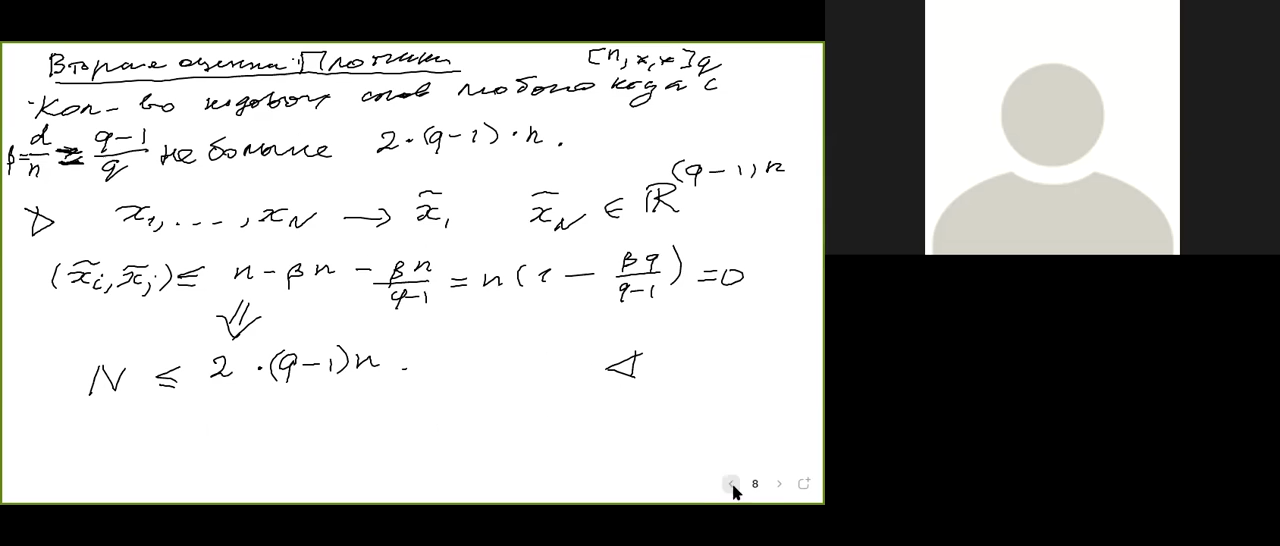 Вторая оценка Плоткина [n, *, *]q
Кол-во кодовых слов любого кода с
β = d/n = (q-1)/q не больше 2·(q-1)·n.
▷ x₁, ..., x_N → x̃₁ x̃_N ∈ ℝ^{(q-1)n}
(x̃ᵢ, x̃ⱼ) ≤ n - βn - βn/(q-1) = n(1 - βq/(q-1)) = 0
⇓
N ≤ 2·(q-1)n. ◁
8